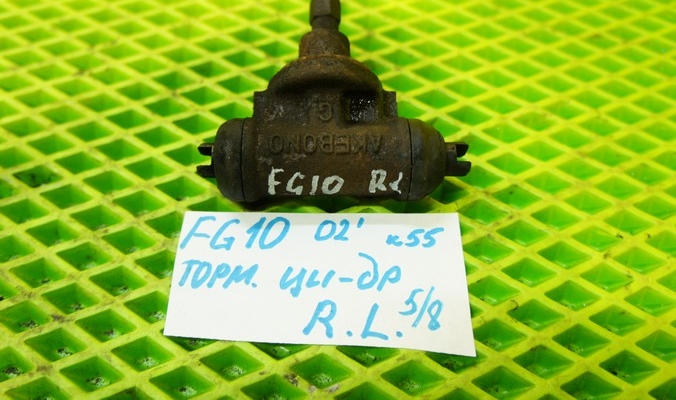 G
AKEBONO
FG10 RL
FG10 02' к55
ТОРМ. ЦИ-ДР
R.L. 5/8